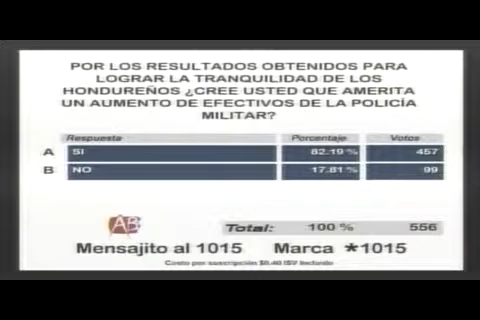 POR LOS RESULTADOS OBTENIDOS PARA
LOGRAR LA TRANQUILIDAD DE LOS
HONDUREÑOS ¿CREE USTED QUE AMERITA
UN AUMENTO DE EFECTIVOS DE LA POLICÍA
MILITAR?
Respuesta Porcentaje Votos
A SI 82.19 % 457
B NO 17.81 % 99
AB
Total: 100 % 556
Mensajito al 1015 Marca *1015
Costo por suscripción $0.40 ISV Incluido